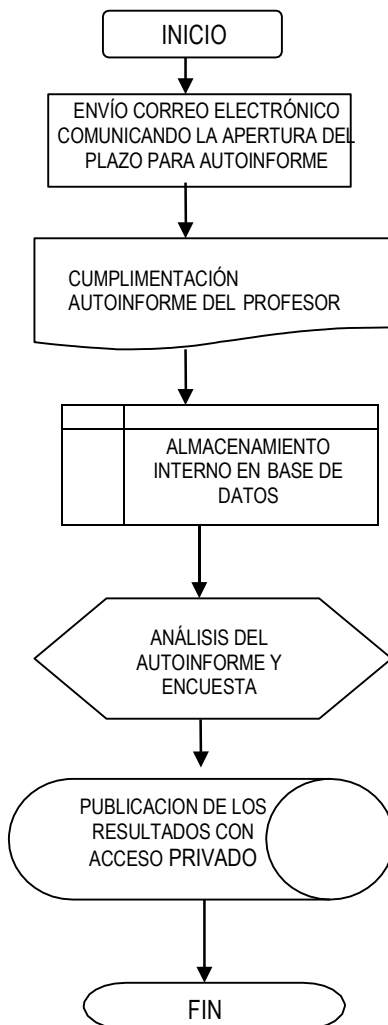 INICIO
ENVÍO CORREO ELECTRÓNICO
COMUNICANDO LA APERTURA DEL
PLAZO PARA AUTOINFORME
CUMPLIMENTACIÓN
AUTOINFORME DEL PROFESOR
ALMACENAMIENTO
INTERNO EN BASE DE
DATOS
ANÁLISIS DEL
AUTOINFORME Y
ENCUESTA
PUBLICACION DE LOS
RESULTADOS CON
ACCESO PRIVADO
FIN